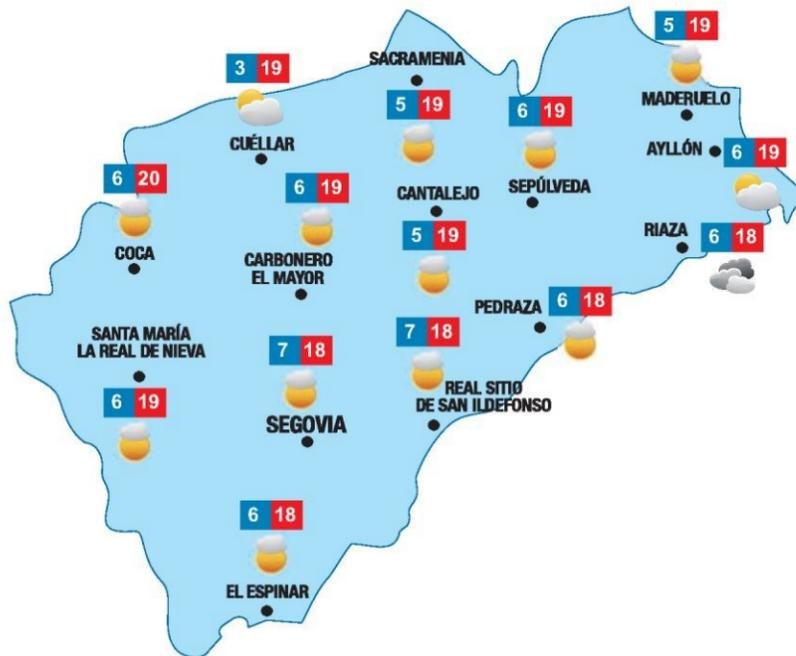 5 19
MADERUELO
3 19
CUÉLLAR
SACRAMENIA
5 19
6 19
SEPÚLVEDA
AYLLÓN
6 19
6 20
COCA
6 19
CARBONERO
EL MAYOR
CANTALEJO
5 19
RIAZA
6 18
PEDRAZA
6 18
SANTA MARÍA
LA REAL DE NIEVA
6 19
7 18
SEGOVIA
7 18
REAL SITIO
DE SAN ILDEFONSO
6 18
EL ESPINAR